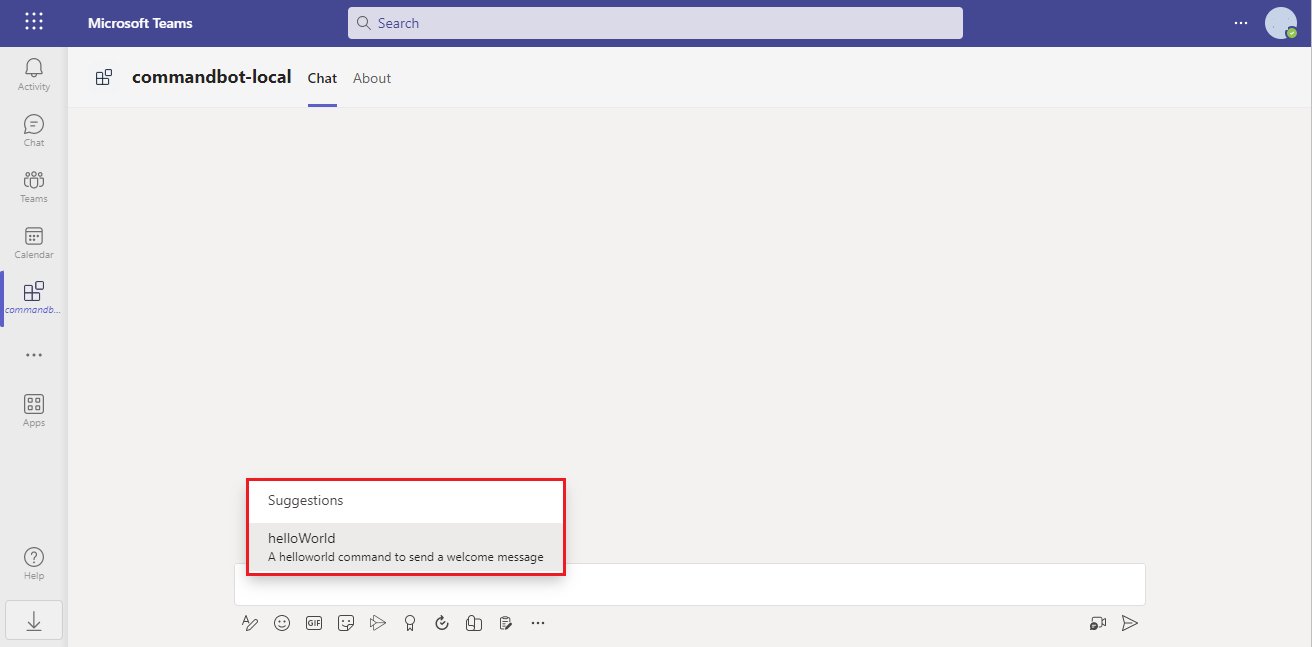 Microsoft Teams
Search
Activity
Chat
Teams
Calendar
commandb...
Apps
Help
commandbot-local
Chat
About
Suggestions
helloWorld
A helloworld command to send a welcome message
GIF